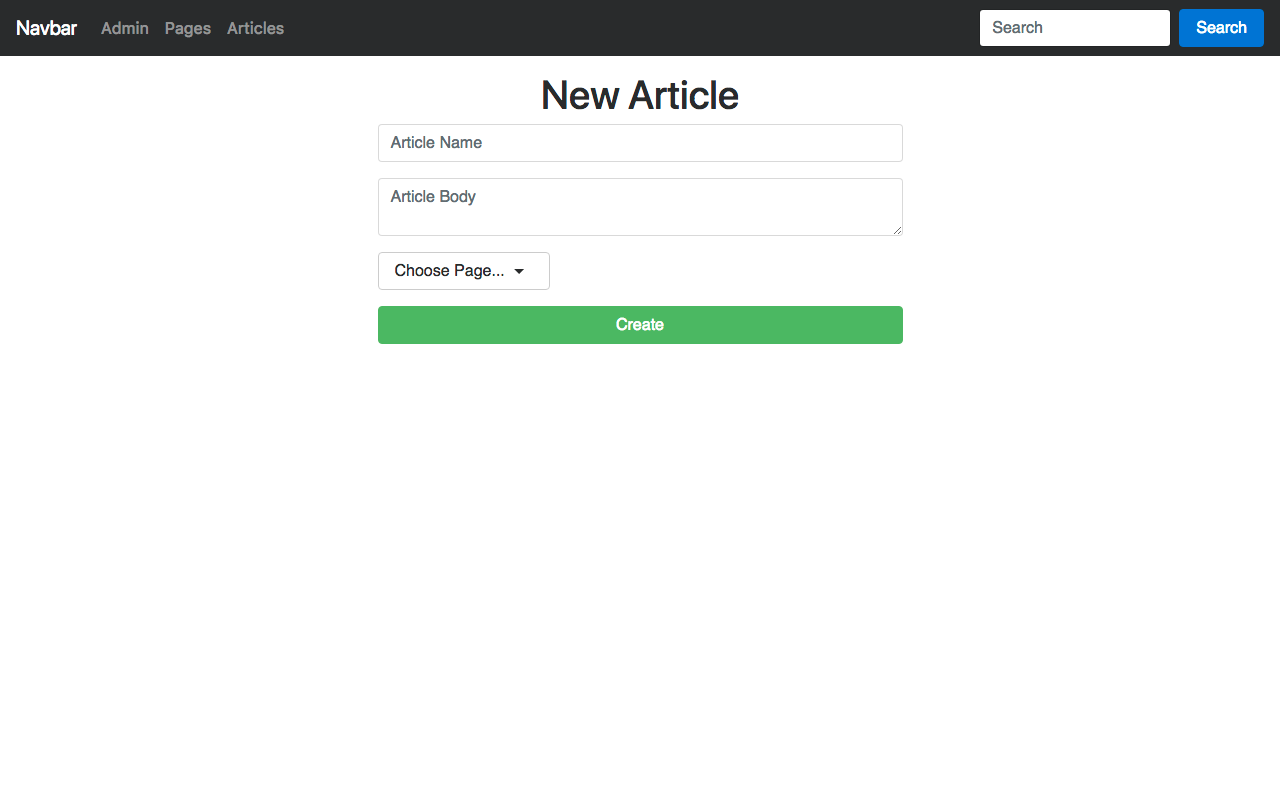 Navbar Admin Pages Articles Search Search
New Article
Article Name
Article Body
Choose Page...
Create